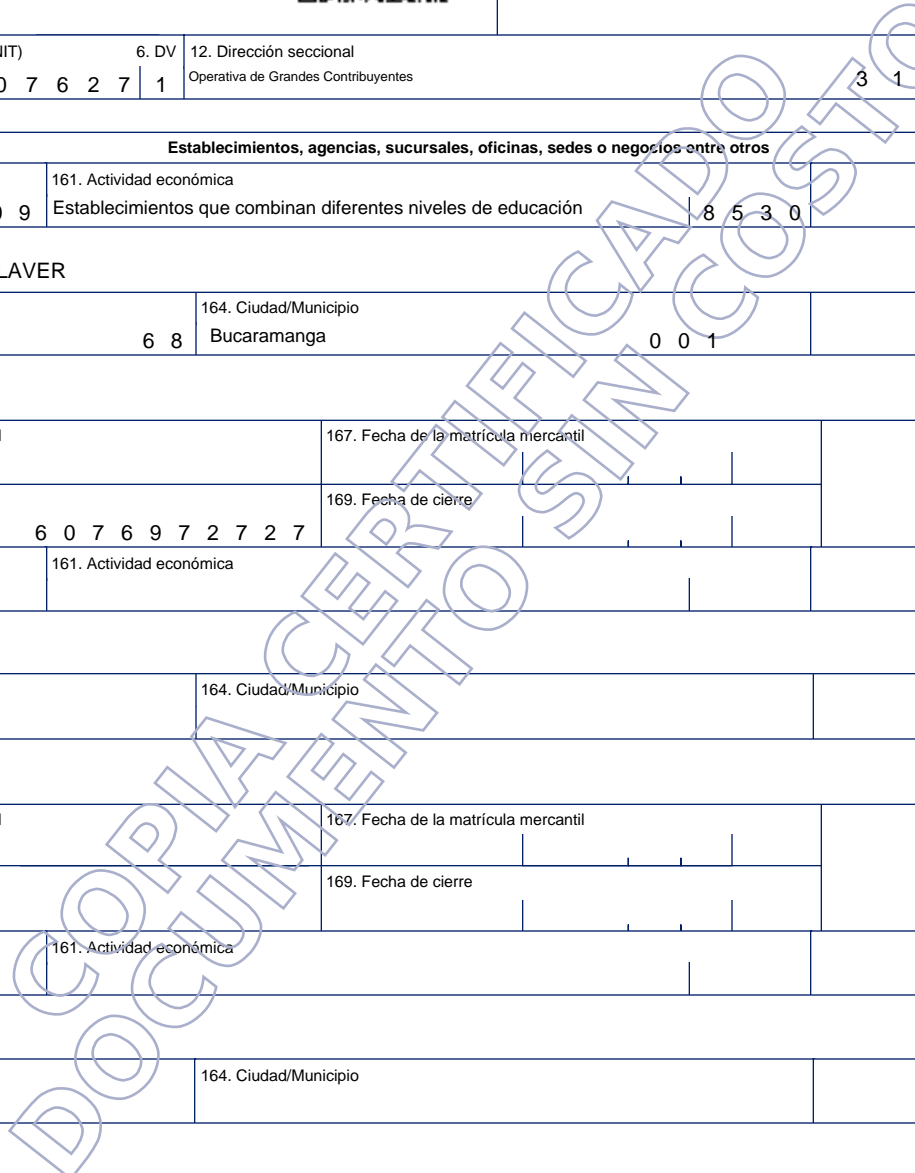 NIT) 6. DV 12. Dirección seccional
0 7 6 2 7 1 Operativa de Grandes Contribuyentes 3 1
Establecimientos, agencias, sucursales, oficinas, sedes o negocios entre otros
161. Actividad económica
9 Establecimientos que combinan diferentes niveles de educación 8 5 3 0
LAVER
164. Ciudad/Municipio
6 8 Bucaramanga 0 0 1
167. Fecha de la matrícula mercantil
169. Fecha de cierre
6 0 7 6 9 7 2 7 2 7
161. Actividad económica
164. Ciudad/Municipio
167. Fecha de la matrícula mercantil
169. Fecha de cierre
161. Actividad económica
164. Ciudad/Municipio
COPIA CERTIFICADO
DOCUMENTO SIN COSTO